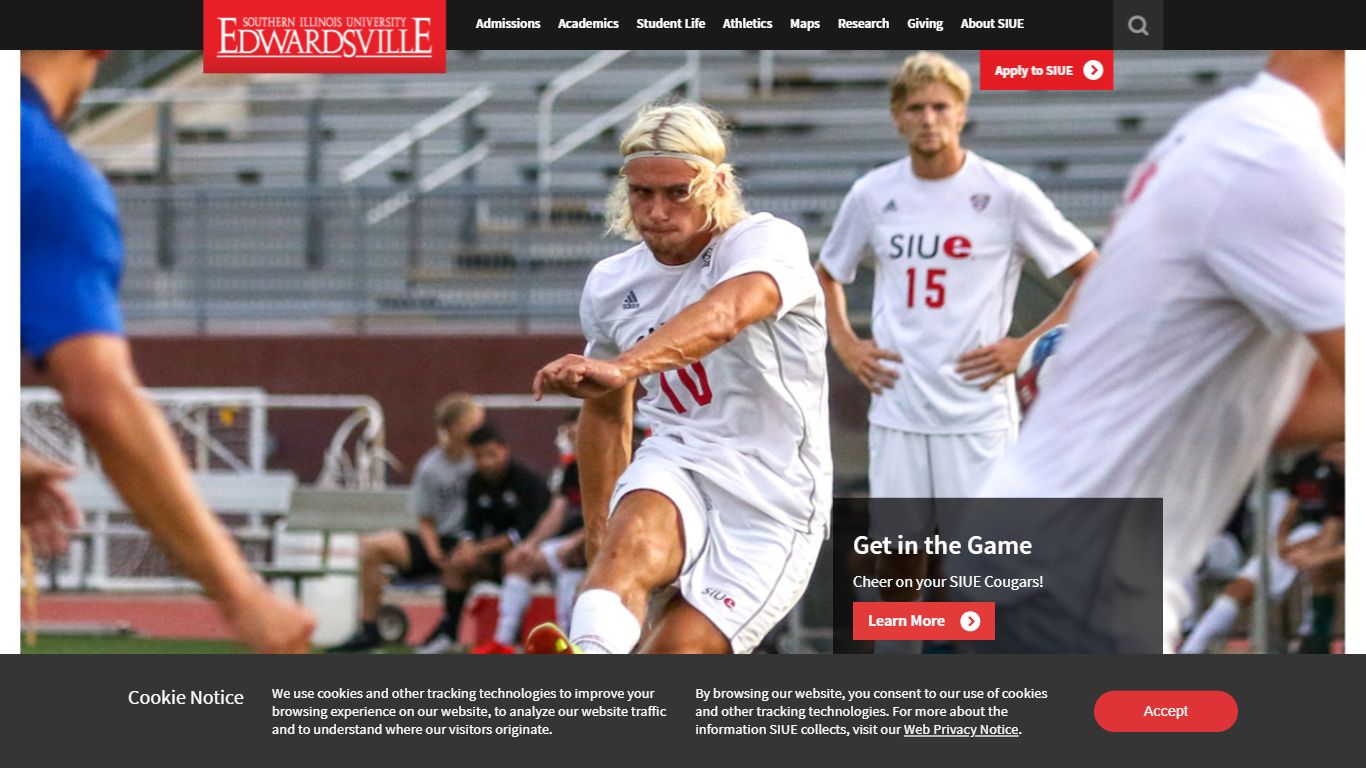 SOUTHERN ILLINOIS UNIVERSITY
EDWARDSVILLE
Admissions
Academics
Student Life
Athletics
Maps
Research
Giving
About SIUE
Apply to SIUE
adidas
10
SIUe
SIUe
15
Get in the Game
Cheer on your SIUE Cougars!
Learn More
Cookie Notice
We use cookies and other tracking technologies to improve your
browsing experience on our website, to analyze our website traffic
and to understand where our visitors originate.
By browsing our website, you consent to our use of cookies
and other tracking technologies. For more about the
information SIUE collects, visit our Web Privacy Notice.
Accept